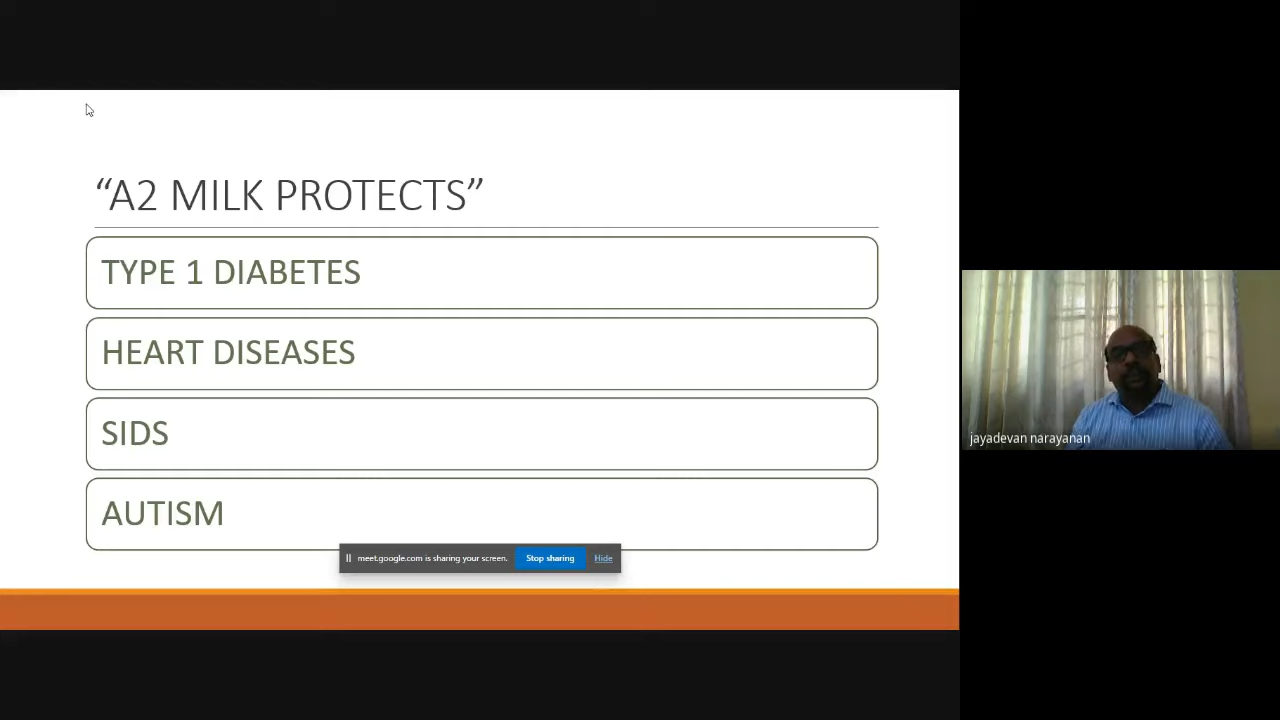 “A2 MILK PROTECTS”
TYPE 1 DIABETES
HEART DISEASES
SIDS
AUTISM
meet.google.com is sharing your screen. Stop sharing Hide
jayadevan narayanan